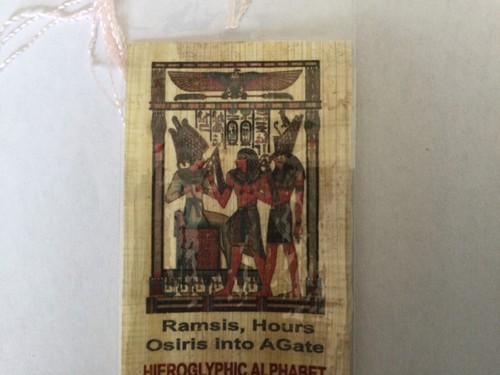 Ramsis, Hours
Osiris into AGate
HIEROGLYPHIC ALPHABET